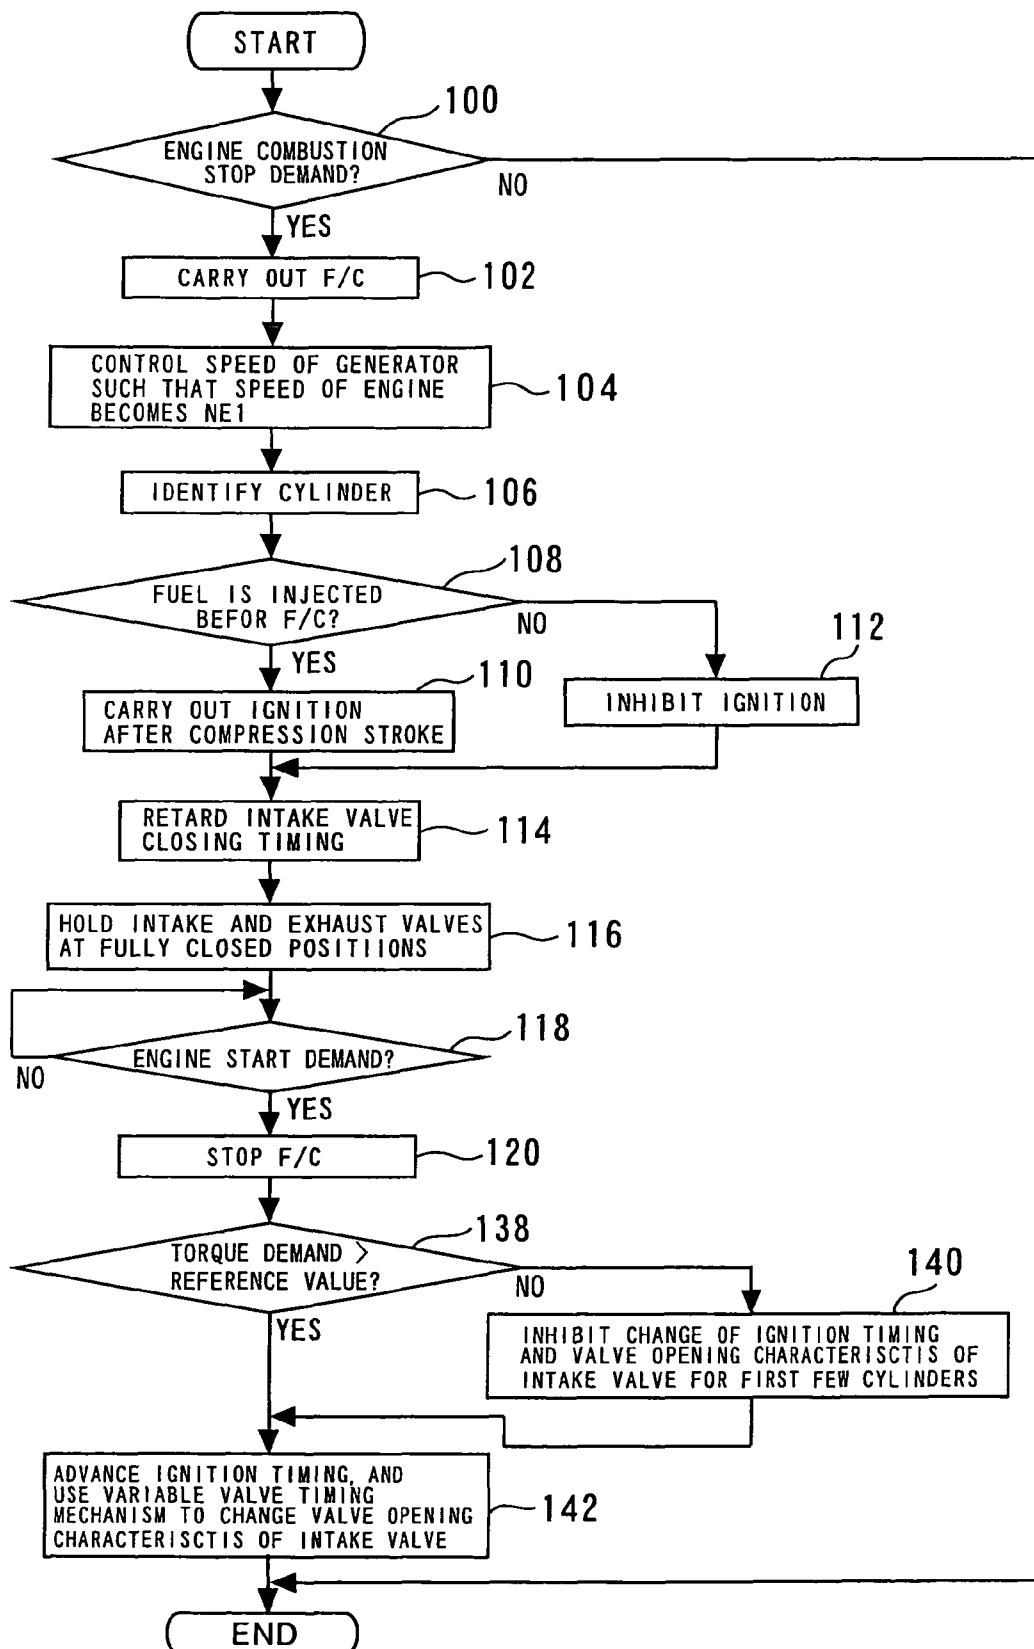 START
100
ENGINE COMBUSTION
STOP DEMAND?
NO
YES
CARRY OUT F/C
102
CONTROL SPEED OF GENERATOR
SUCH THAT SPEED OF ENGINE
BECOMES NE1
104
IDENTIFY CYLINDER
106
108
FUEL IS INJECTED
BEFOR F/C?
NO
YES
110
112
CARRY OUT IGNITION
AFTER COMPRESSION STROKE
INHIBIT IGNITION
RETARD INTAKE VALVE
CLOSING TIMING
114
HOLD INTAKE AND EXHAUST VALVES
AT FULLY CLOSED POSITIIONS
116
118
ENGINE START DEMAND?
NO
YES
STOP F/C
120
138
TORQUE DEMAND >
REFERENCE VALUE?
NO
YES
140
INHIBIT CHANGE OF IGNITION TIMING
AND VALVE OPENING CHARACTERISCTIS OF
INTAKE VALVE FOR FIRST FEW CYLINDERS
ADVANCE IGNITION TIMING, AND
USE VARIABLE VALVE TIMING
MECHANISM TO CHANGE VALVE OPENING
CHARACTERISCTIS OF INTAKE VALVE
142
END